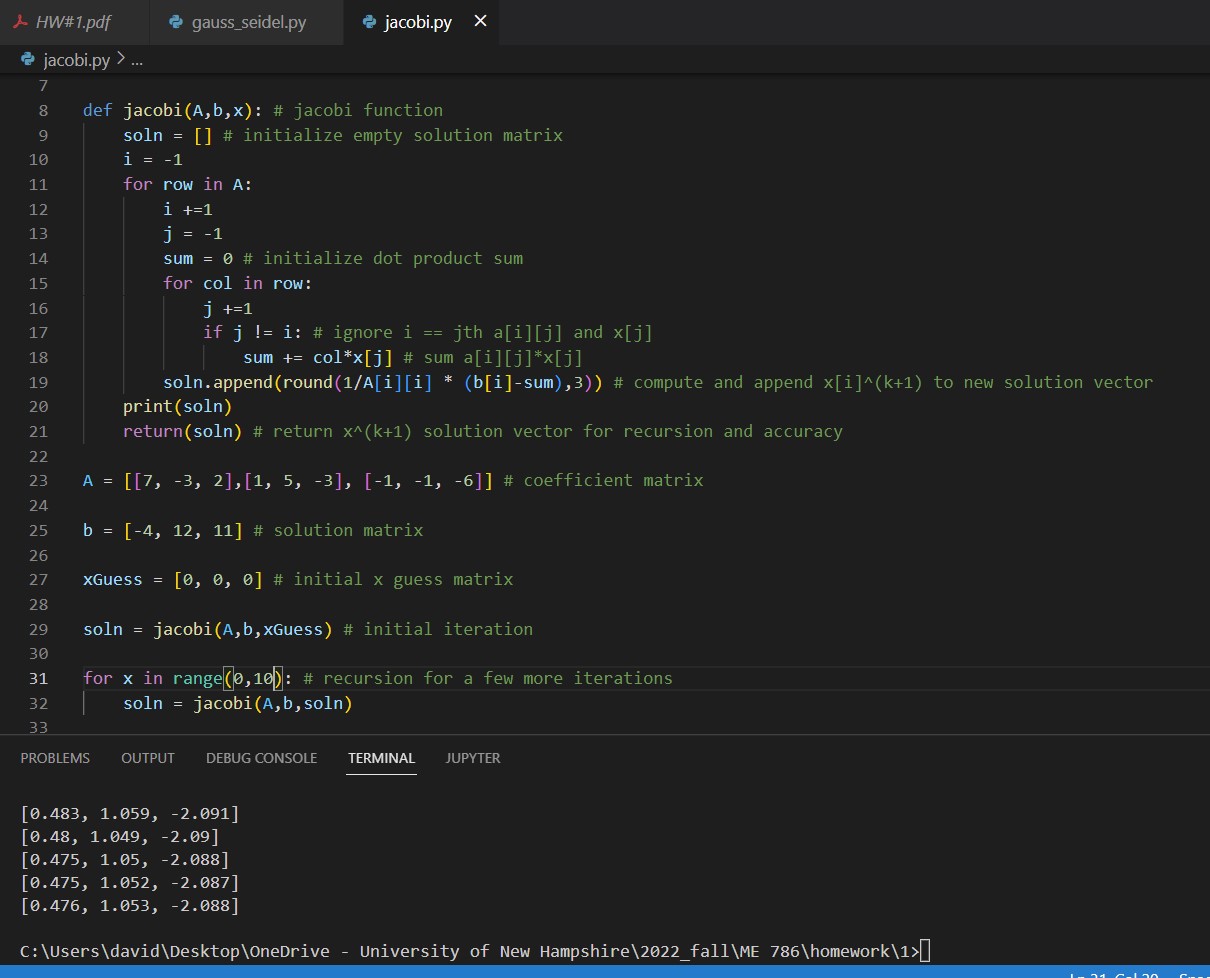 HW#1.pdf gauss_seidel.py jacobi.py ×
jacobi.py > ...
7
8 def jacobi(A,b,x): # jacobi function
9 soln = [] # initialize empty solution matrix
10 i = -1
11 for row in A:
12 i +=1
13 j = -1
14 sum = 0 # initialize dot product sum
15 for col in row:
16 j +=1
17 if j != i: # ignore i == jth a[i][j] and x[j]
18 sum += col*x[j] # sum a[i][j]*x[j]
19 soln.append(round(1/A[i][i] * (b[i]-sum),3)) # compute and append x[i]^(k+1) to new solution vector
20 print(soln)
21 return(soln) # return x^(k+1) solution vector for recursion and accuracy
22
23 A = [[7, -3, 2],[1, 5, -3], [-1, -1, -6]] # coefficient matrix
24
25 b = [-4, 12, 11] # solution matrix
26
27 xGuess = [0, 0, 0] # initial x guess matrix
28
29 soln = jacobi(A,b,xGuess) # initial iteration
30
31 for x in range(0,10): # recursion for a few more iterations
32 soln = jacobi(A,b,soln)
33
PROBLEMS OUTPUT DEBUG CONSOLE TERMINAL JUPYTER
[0.483, 1.059, -2.091]
[0.48, 1.049, -2.09]
[0.475, 1.05, -2.088]
[0.475, 1.052, -2.087]
[0.476, 1.053, -2.088]
C:\Users\david\Desktop\OneDrive - University of New Hampshire\2022_fall\ME 786\homework\1>